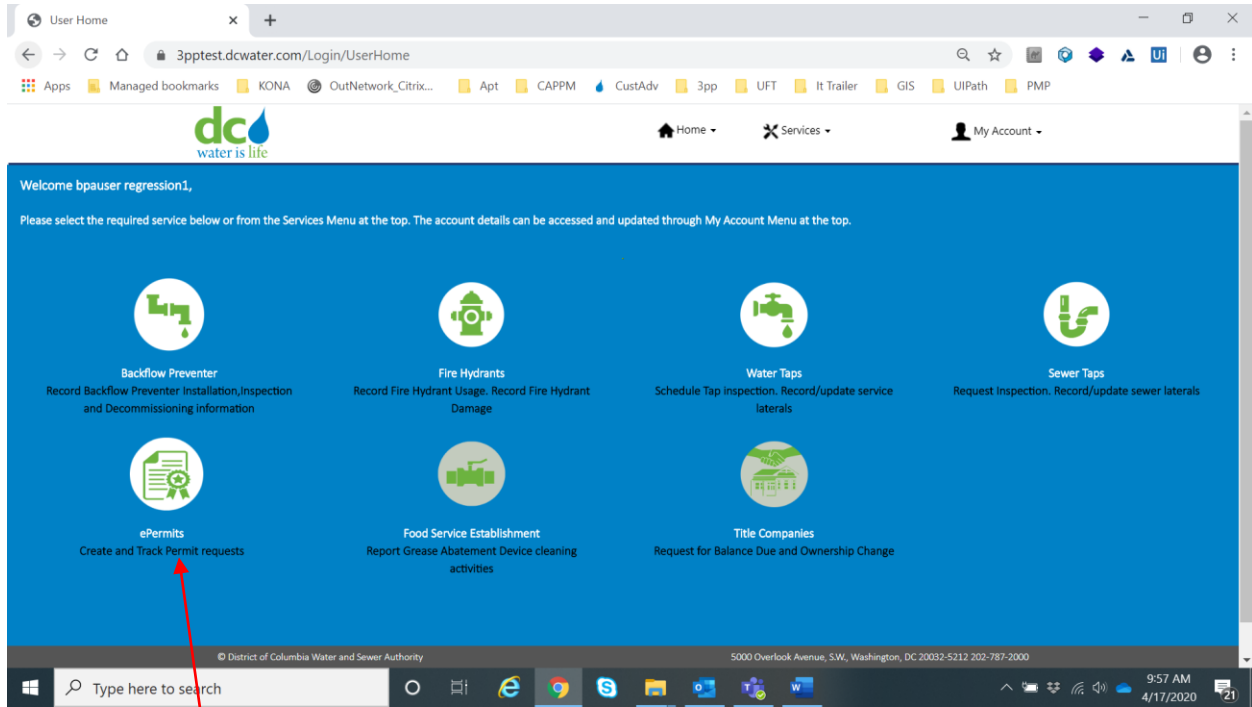 User Home
3pptest.dcwater.com/Login/UserHome
Apps Managed bookmarks KONA OutNetwork_Citrix... Apt CAPPM CustAdv 3pp UFT It Trailer GIS UIPath PMP
Ui
dc
water is life
Home Services My Account
Welcome bpauser regression1,
Please select the required service below or from the Services Menu at the top. The account details can be accessed and updated through My Account Menu at the top.
Backflow Preventer
Record Backflow Preventer Installation,Inspection
and Decommissioning information
Fire Hydrants
Record Fire Hydrant Usage. Record Fire Hydrant
Damage
Water Taps
Schedule Tap inspection. Record/update service
laterals
Sewer Taps
Request Inspection. Record/update sewer laterals
ePermits
Create and Track Permit requests
Food Service Establishment
Report Grease Abatement Device cleaning
activities
Title Companies
Request for Balance Due and Ownership Change
© District of Columbia Water and Sewer Authority
5000 Overlook Avenue, S.W., Washington, DC 20032-5212 202-787-2000
Type here to search
9:57 AM
4/17/2020
21